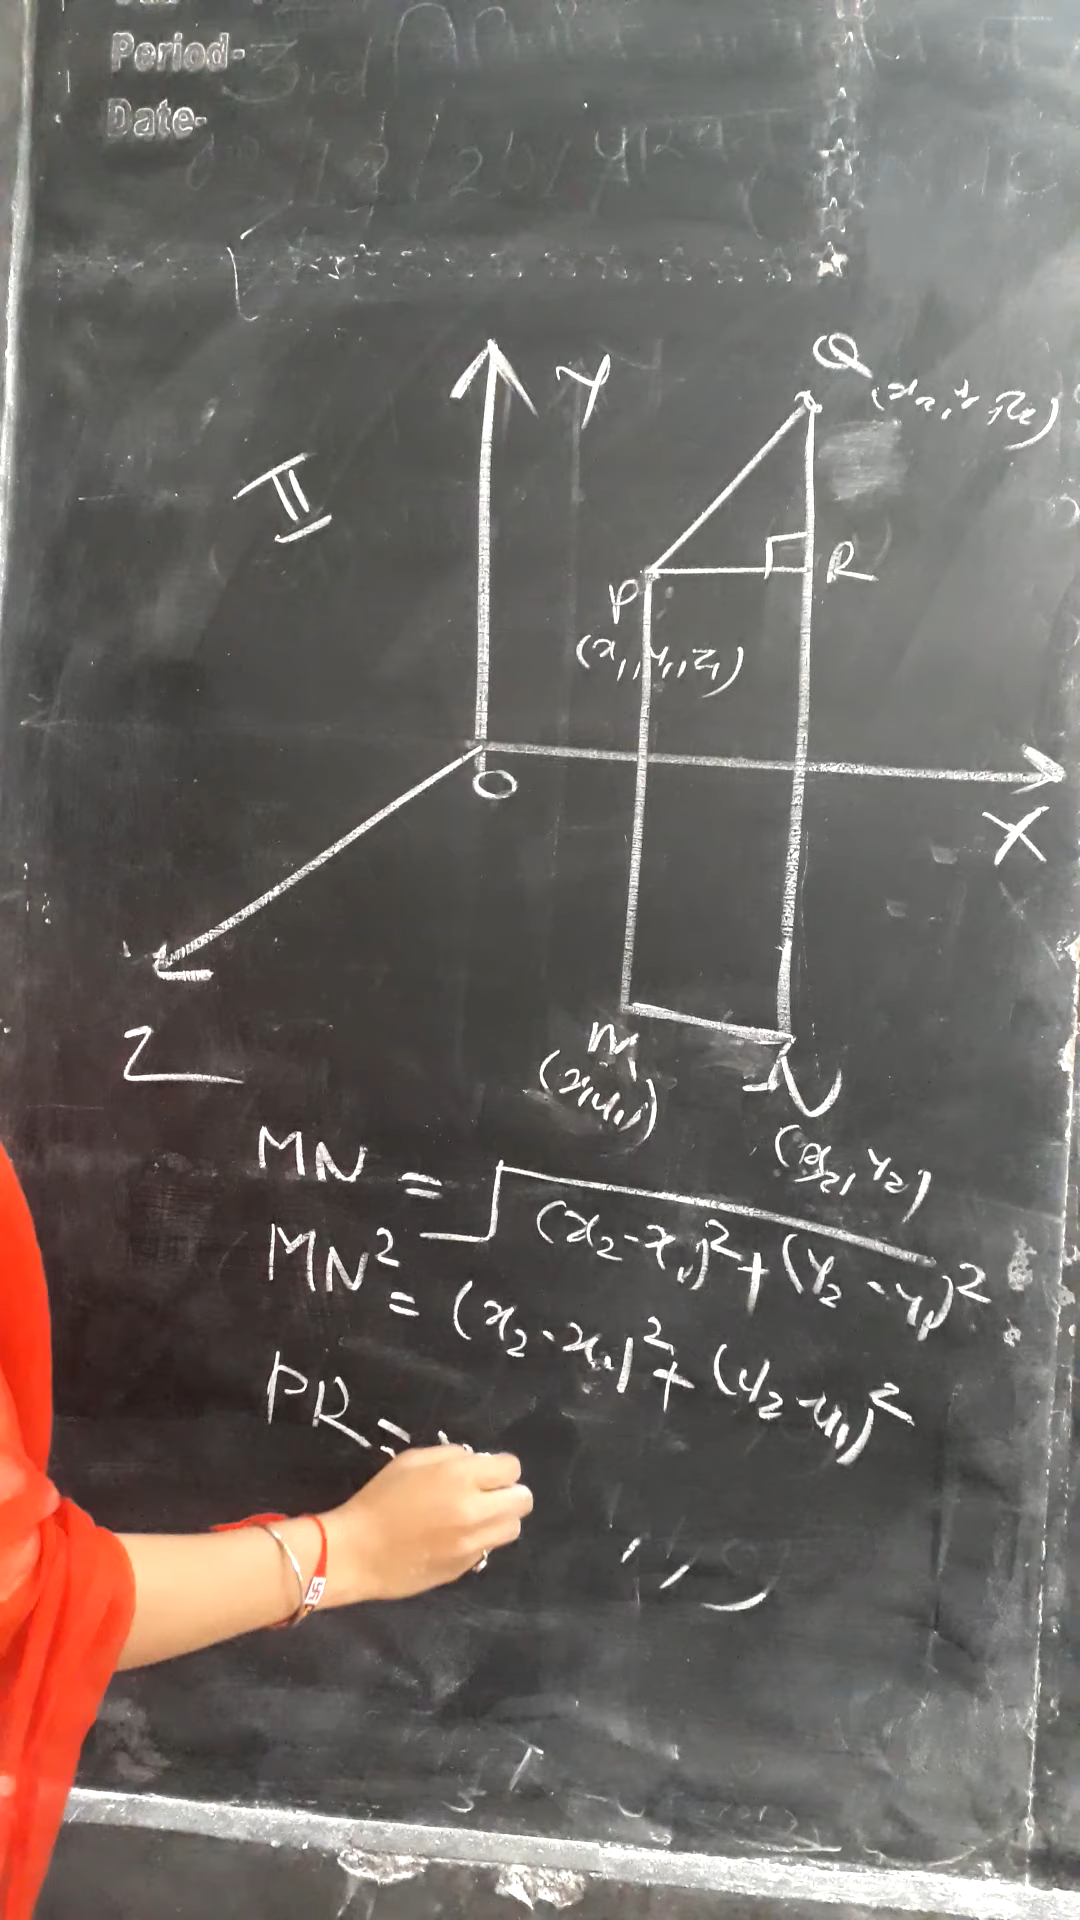 Period-
3rd
Date-
Y
Q
(x₂, y₂, z₂)
II
R
P
(x₁, y₁, z₁)
O
X
Z
M
(x₁, y₁)
N
(x₂, y₂)
MN = √(x₂-x₁)²+(y₂-y₁)²
MN² = (x₂-x₁)²+(y₂-y₁)²
PR =